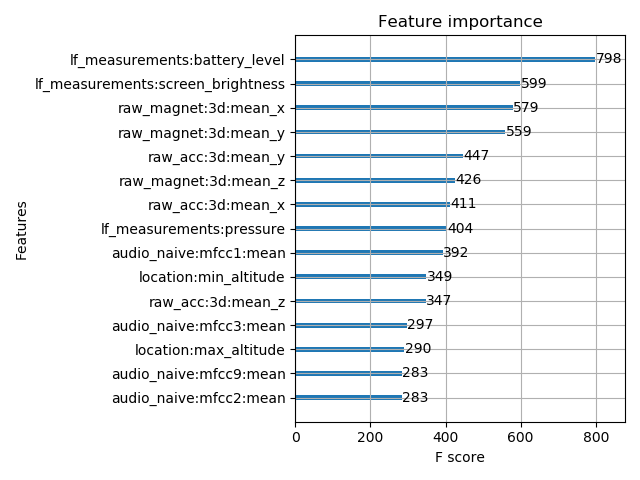 Feature importance
lf_measurements:battery_level 798
lf_measurements:screen_brightness 599
raw_magnet:3d:mean_x 579
raw_magnet:3d:mean_y 559
raw_acc:3d:mean_y 447
raw_magnet:3d:mean_z 426
raw_acc:3d:mean_x 411
lf_measurements:pressure 404
audio_naive:mfcc1:mean 392
location:min_altitude 349
raw_acc:3d:mean_z 347
audio_naive:mfcc3:mean 297
location:max_altitude 290
audio_naive:mfcc9:mean 283
audio_naive:mfcc2:mean 283
Features
0 200 400 600 800
F score